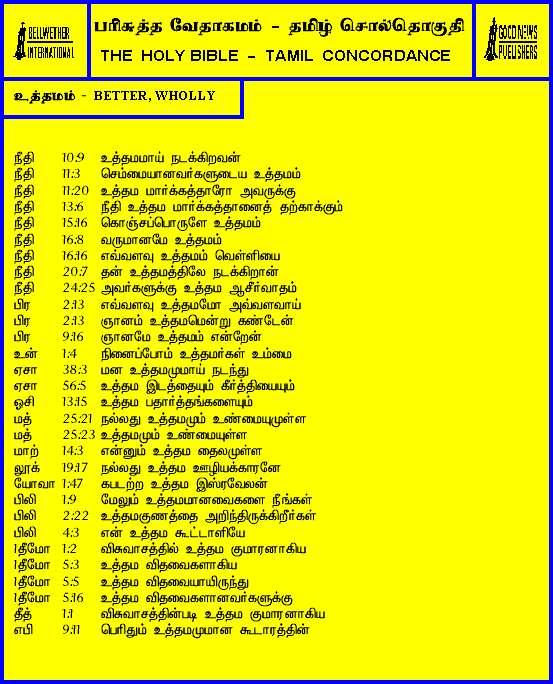 BELLWETHER
INTERNATIONAL
பரிசுத்த வேதாகமம் - தமிழ் சொல்தொகுதி
THE HOLY BIBLE - TAMIL CONCORDANCE
GOOD NEWS
PUBLISHERS
உத்தமம் - BETTER, WHOLLY
நீதி 10:9 உத்தமமாய் நடக்கிறவன்
நீதி 11:3 செம்மையானவர்களுடைய உத்தமம்
நீதி 11:20 உத்தம மார்க்கத்தாரோ அவருக்கு
நீதி 13:6 நீதி உத்தம மார்க்கத்தானைத் தற்காக்கும்
நீதி 15:16 கொஞ்சப்பொருளே உத்தமம்
நீதி 16:8 வருமானமே உத்தமம்
நீதி 16:16 எவ்வளவு உத்தமம் வெள்ளியை
நீதி 20:7 தன் உத்தமத்திலே நடக்கிறான்
நீதி 24:25 அவர்களுக்கு உத்தம ஆசீர்வாதம்
பிர 2:13 எவ்வளவு உத்தமமோ அவ்வளவாய்
பிர 2:13 ஞானம் உத்தமமென்று கண்டேன்
பிர 9:16 ஞானமே உத்தமம் என்றேன்
உன் 1:4 நினைப்போம் உத்தமர்கள் உம்மை
ஏசா 38:3 மன உத்தமமுமாய் நடந்து
ஏசா 56:5 உத்தம இடத்தையும் கீர்த்தியையும்
ஓசி 13:15 உத்தம பதார்த்தங்களையும்
மத் 25:21 நல்லது உத்தமமும் உண்மையுமுள்ள
மத் 25:23 உத்தமமும் உண்மையுள்ள
மாற் 14:3 என்னும் உத்தம தைலமுள்ள
லூக் 19:17 நல்லது உத்தம ஊழியக்காரனே
யோவா 1:47 கபடற்ற உத்தம இஸ்ரவேலன்
பிலி 1:9 மேலும் உத்தமமானவைகளை நீங்கள்
பிலி 2:22 உத்தமகுணத்தை அறிந்திருக்கிறீர்கள்
பிலி 4:3 என் உத்தம கூட்டாளியே
1தீமோ 1:2 விசுவாசத்தில் உத்தம குமாரனாகிய
1தீமோ 5:3 உத்தம விதவைகளாகிய
1தீமோ 5:5 உத்தம விதவையாயிருந்து
1தீமோ 5:16 உத்தம விதவைகளானவர்களுக்கு
தீத் 1:1 விசுவாசத்தின்படி உத்தம குமாரனாகிய
எபி 9:11 பெரிதும் உத்தமமுமான கூடாரத்தின்